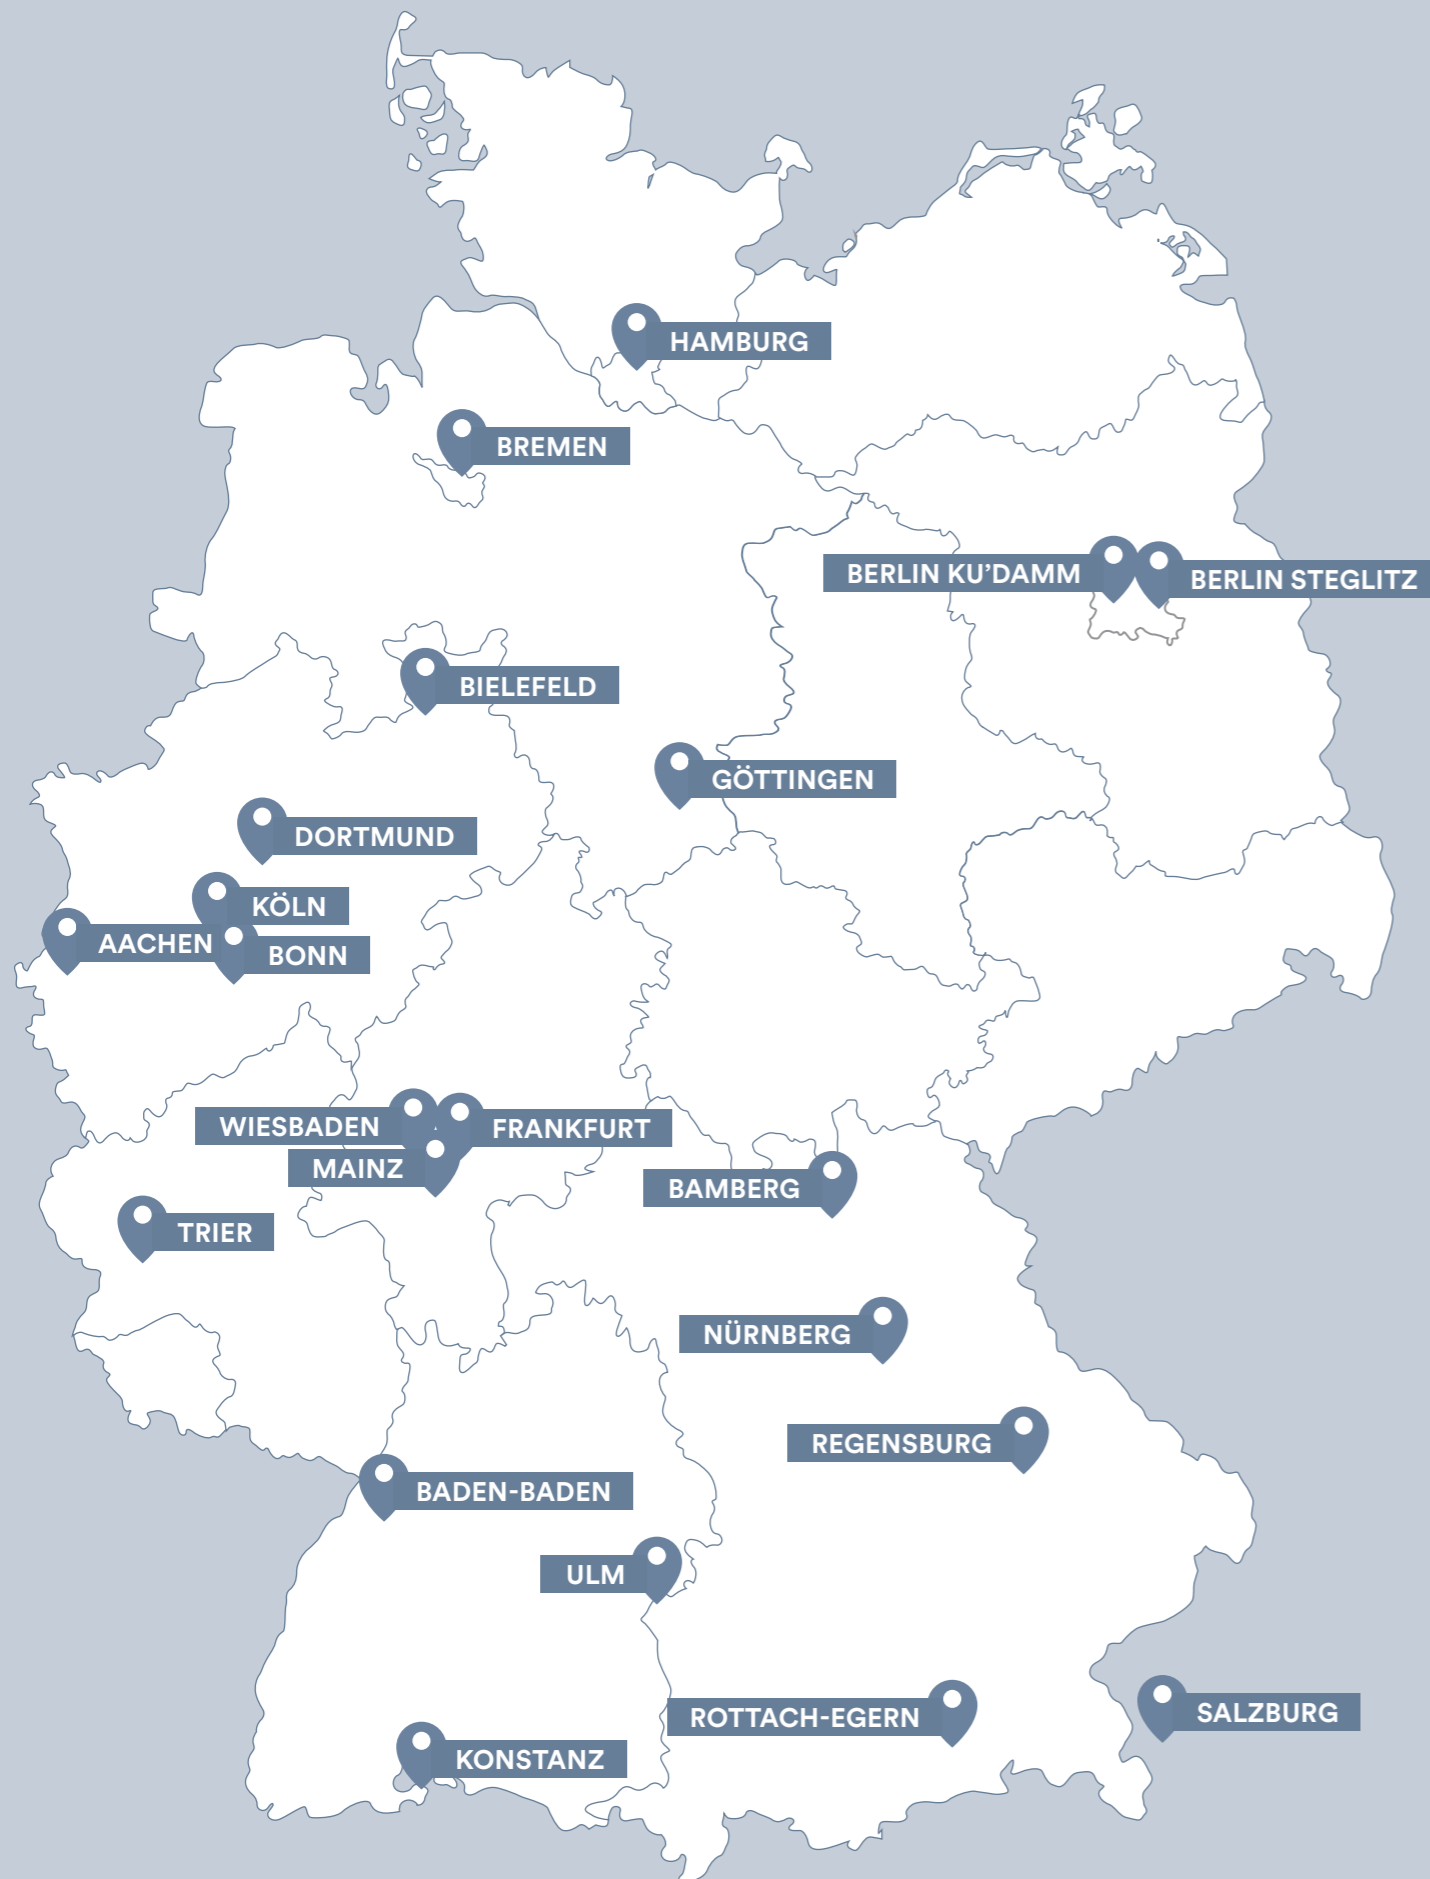 HAMBURG
BREMEN
BERLIN KU’DAMM
BERLIN STEGLITZ
BIELEFELD
GÖTTINGEN
DORTMUND
KÖLN
AACHEN
BONN
WIESBADEN
FRANKFURT
MAINZ
BAMBERG
TRIER
NÜRNBERG
REGENSBURG
BADEN-BADEN
ULM
ROTTACH-EGERN
SALZBURG
KONSTANZ